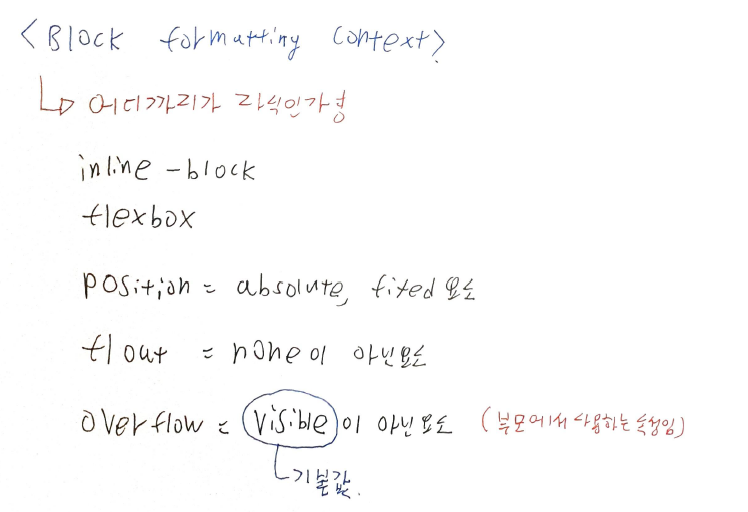 <Block formatting Context>
어디까리가 자식인가영
inline-block
flexbox
position = absolute, fixed 요소
float = none이 아닌요소
overflow = visible이 아닌요소 (부모에서 사용하는 속성임)
기본값.